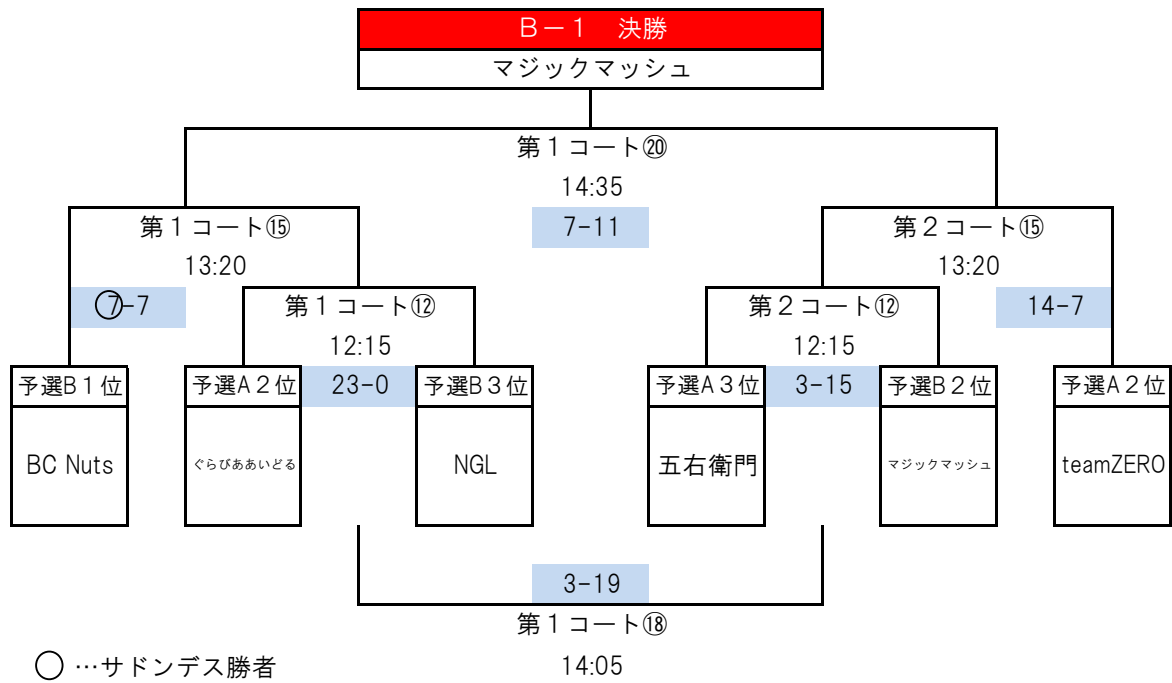 B－1　決勝
マジックマッシュ
第1コート⑳
14:35
7-11
第1コート⑮
13:20
7-7
第2コート⑮
13:20
14-7
第1コート⑫
12:15
23-0
第2コート⑫
12:15
3-15
予選B1位
予選A2位
予選B3位
予選A3位
予選B2位
予選A2位
BC Nuts
ぐらびああいどる
NGL
五右衛門
マジックマッシュ
teamZERO
3-19
第1コート⑱
14:05
○ …サドンデス勝者